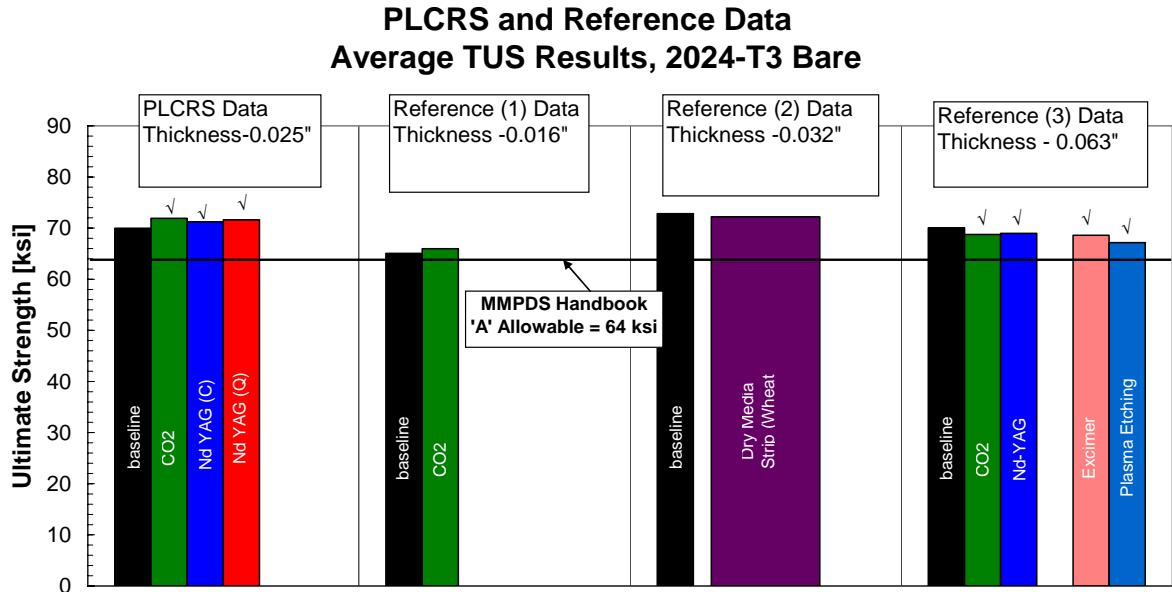 PLCRS and Reference Data
Average TUS Results, 2024-T3 Bare
PLCRS Data
Thickness-0.025"
Reference (1) Data
Thickness -0.016"
Reference (2) Data
Thickness -0.032"
Reference (3) Data
Thickness - 0.063"
Ultimate Strength [ksi]
90
80
70
60
50
40
30
20
10
0
√
√
√
√
√
√
√
MMPDS Handbook
'A' Allowable = 64 ksi
baseline
CO2
Nd YAG (C)
Nd YAG (Q)
baseline
CO2
baseline
Dry Media
Strip (Wheat
baseline
CO2
Nd-YAG
Excimer
Plasma Etching